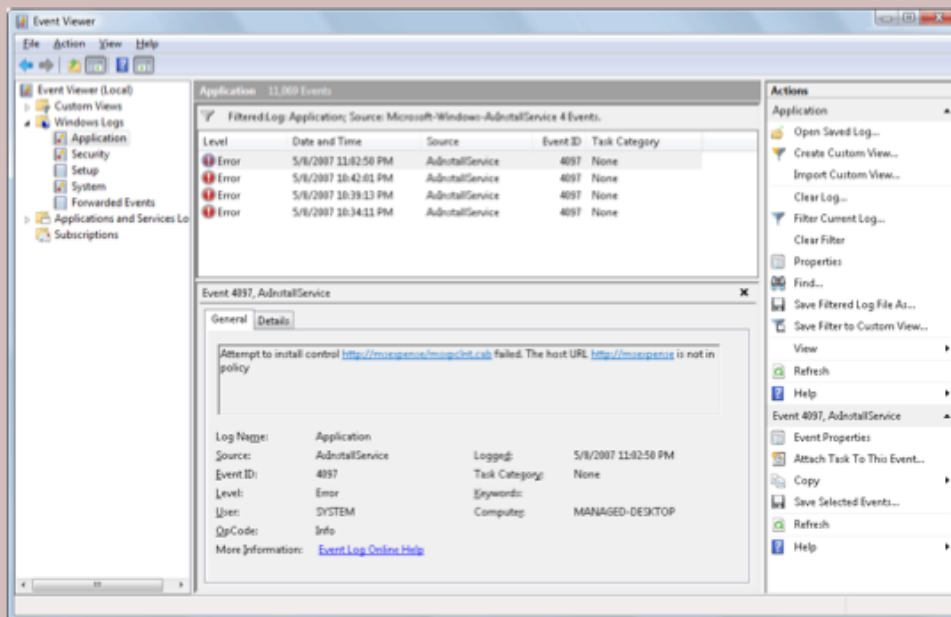 Event Viewer
File Action View Help
Event Viewer (Local)
Custom Views
Windows Logs
Application
Security
Setup
System
Forwarded Events
Applications and Services Lo
Subscriptions
Application 11,069 Events
Filtered Log: Application; Source: Microsoft-Windows-AxInstallService 4 Events.
Level Date and Time Source Event ID Task Category
Error 5/8/2007 11:02:50 PM AxInstallService 4097 None
Error 5/8/2007 10:42:01 PM AxInstallService 4097 None
Error 5/8/2007 10:39:13 PM AxInstallService 4097 None
Error 5/8/2007 10:34:11 PM AxInstallService 4097 None
Event 4097, AxInstallService
General Details
Attempt to install control http://msexpense/mspclnt.cab failed. The host URL http://msexpense is not in
policy
Log Name: Application
Source: AxInstallService Logged: 5/8/2007 11:02:50 PM
Event ID: 4097 Task Category: None
Level: Error Keywords:
User: SYSTEM Computer: MANAGED-DESKTOP
OpCode: Info
More Information: Event Log Online Help
Actions
Application
Open Saved Log...
Create Custom View...
Import Custom View...
Clear Log...
Filter Current Log...
Clear Filter
Properties
Find...
Save Filtered Log File As...
Save Filter to Custom View...
View
Refresh
Help
Event 4097, AxInstallService
Event Properties
Attach Task To This Event...
Copy
Save Selected Events...
Refresh
Help